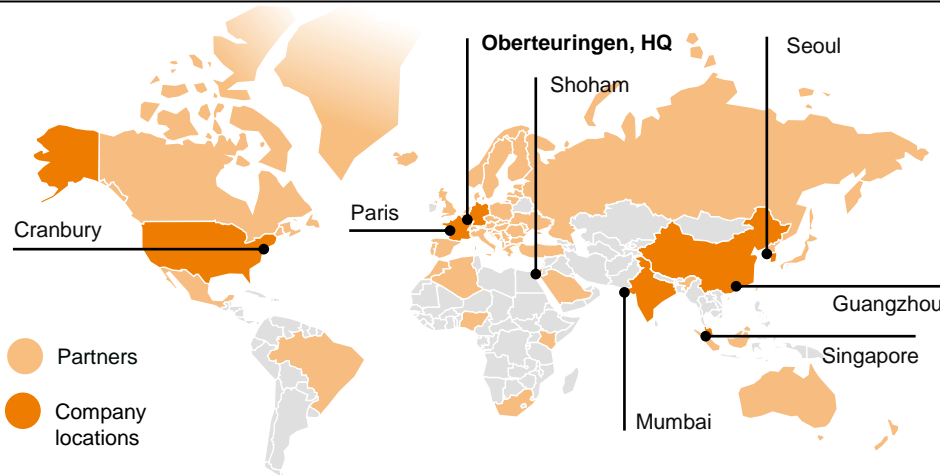 Oberteuringen, HQ
Seoul
Shoham
Paris
Cranbury
Guangzhou
Partners
Singapore
Company
locations
Mumbai